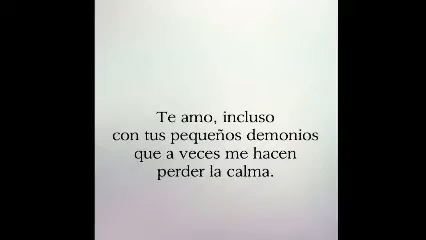 Te amo, incluso
con tus pequeños demonios
que a veces me hacen
perder la calma.